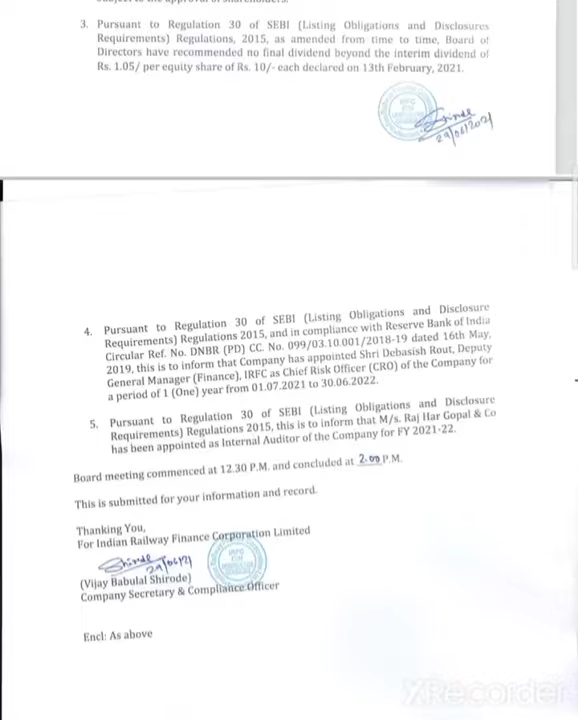 3. Pursuant to Regulation 30 of SEBI (Listing Obligations and Disclosures
Requirements) Regulations, 2015, as amended from time to time, Board of
Directors have recommended no final dividend beyond the interim dividend of
Rs. 1.05/ per equity share of Rs. 10/- each declared on 13th February, 2021.
Shirode
29/06/2021
4. Pursuant to Regulation 30 of SEBI (Listing Obligations and Disclosure
Requirements) Regulations 2015, and in compliance with Reserve Bank of India
Circular Ref. No. DNBR (PD) CC. No. 099/03.10.001/2018-19 dated 16th May,
2019, this is to inform that Company has appointed Shri Debasish Rout, Deputy
General Manager (Finance), IRFC as Chief Risk Officer (CRO) of the Company for
a period of 1 (One) year from 01.07.2021 to 30.06.2022.
5. Pursuant to Regulation 30 of SEBI (Listing Obligations and Disclosure
Requirements) Regulations 2015, this is to inform that M/s. Raj Har Gopal & Co
has been appointed as Internal Auditor of the Company for FY 2021-22.
Board meeting commenced at 12.30 P.M. and concluded at 2.00 P.M.
This is submitted for your information and record.
Thanking You,
For Indian Railway Finance Corporation Limited
Shirode
29/06/21
(Vijay Babulal Shirode)
Company Secretary & Compliance Officer
Encl: As above
XRecorder